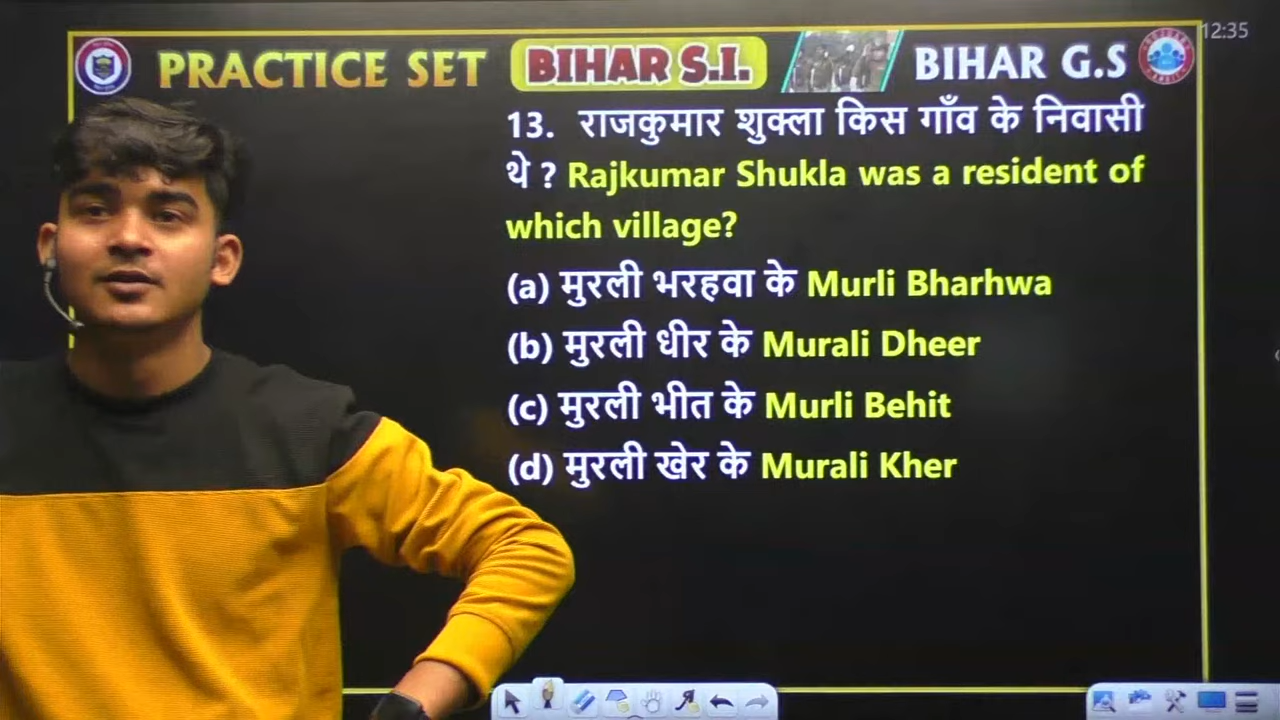 12:35
PRACTICE SET BIHAR S.I. BIHAR G.S
13. राजकुमार शुक्ला किस गाँव के निवासी
थे ? Rajkumar Shukla was a resident of
which village?
(a) मुरली भरहवा के Murli Bharhwa
(b) मुरली धीर के Murali Dheer
(c) मुरली भीत के Murli Behit
(d) मुरली खेर के Murali Kher